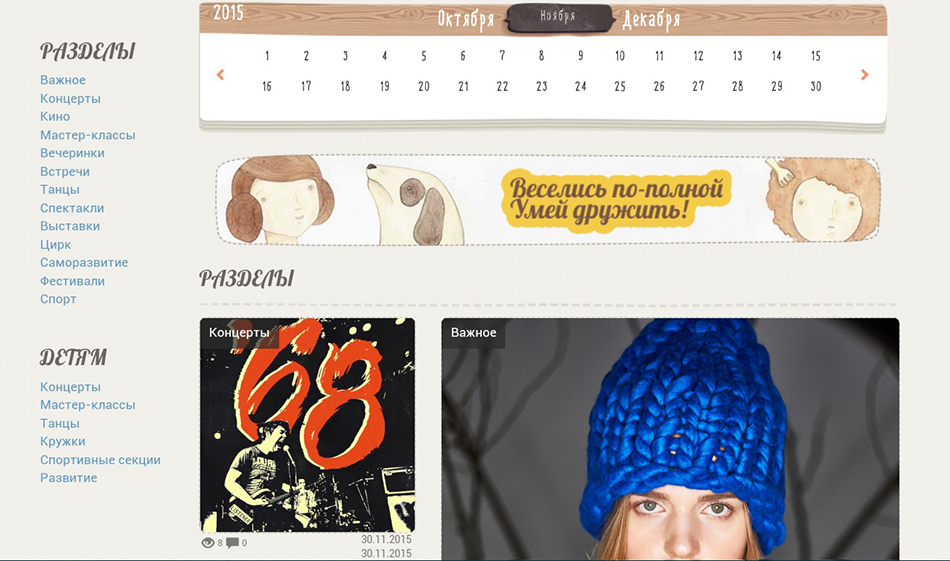 2015
Октября Ноября Декабря
1 2 3 4 5 6 7 8 9 10 11 12 13 14 15
16 17 18 19 20 21 22 23 24 25 26 27 28 29 30
РАЗДЕЛЫ
Важное
Концерты
Кино
Мастер-классы
Вечеринки
Встречи
Танцы
Спектакли
Выставки
Цирк
Саморазвитие
Фестивали
Спорт
ДЕТЯМ
Концерты
Мастер-классы
Танцы
Кружки
Спортивные секции
Развитие
Веселись по-полной
Умей дружить!
РАЗДЕЛЫ
Концерты
68
8 0
30.11.2015
30.11.2015
Важное